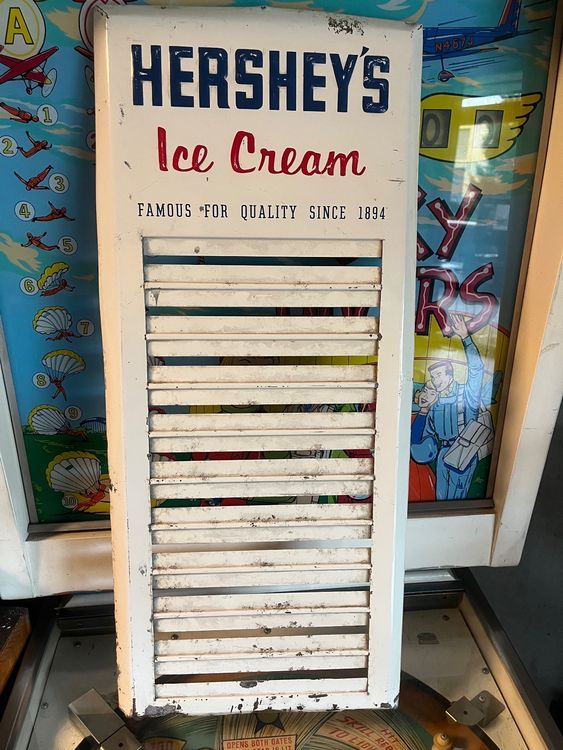 HERSHEY'S
Ice Cream
FAMOUS FOR QUALITY SINCE 1894
A
N467J
1
2
3
4
5
6
7
8
9
10
OPENS BOTH GATES